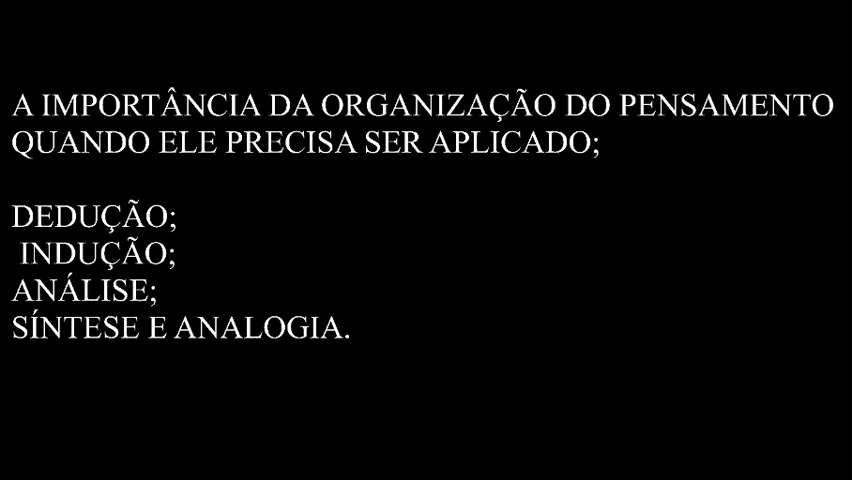 A IMPORTÂNCIA DA ORGANIZAÇÃO DO PENSAMENTO
QUANDO ELE PRECISA SER APLICADO;
DEDUÇÃO;
INDUÇÃO;
ANÁLISE;
SÍNTESE E ANALOGIA.